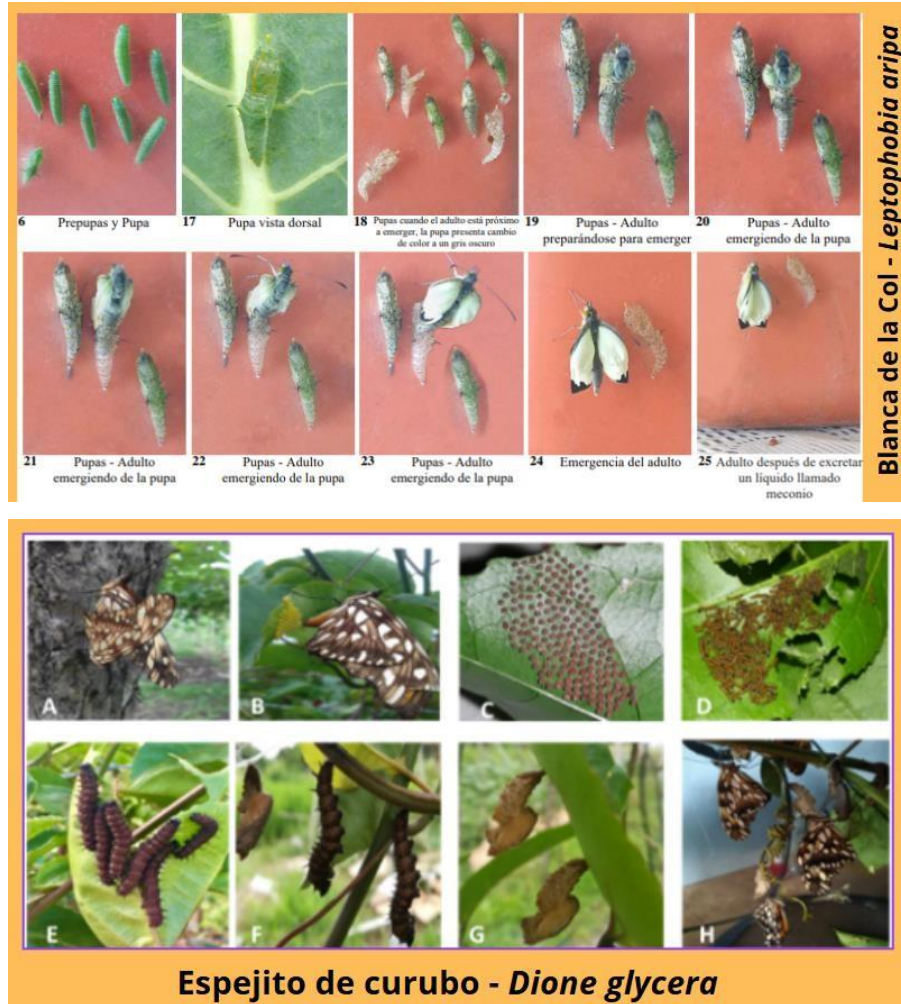 6 Prepupas y Pupa
17 Pupa vista dorsal
18 Pupas cuando el adulto está próximo
a emerger, la pupa presenta cambio
de color a un gris oscuro
19 Pupas - Adulto
preparándose para emerger
20 Pupas - Adulto
emergiendo de la pupa
21 Pupas - Adulto
emergiendo de la pupa
22 Pupas - Adulto
emergiendo de la pupa
23 Pupas - Adulto
emergiendo de la pupa
24 Emergencia del adulto
25 Adulto después de excretar
un líquido llamado
meconio
Blanca de la Col - Leptophobia aripa
A
B
C
D
E
F
G
H
Espejito de curubo - Dione glycera